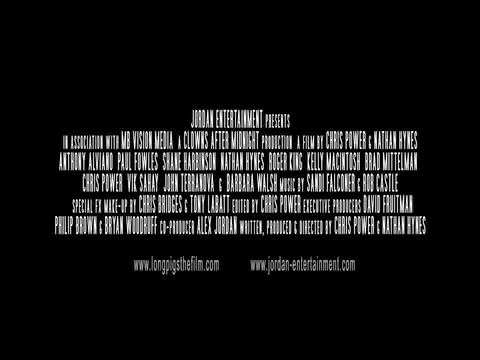 JORDAN ENTERTAINMENT PRESENTS
IN ASSOCIATION WITH MB VISION MEDIA A CLOWNS AFTER MIDNIGHT PRODUCTION A FILM BY CHRIS POWER & NATHAN HYNES
ANTHONY ALVIANO PAUL FOWLES SHANE HARBINSON NATHAN HYNES ROGER KING KELLY MACINTOSH BRAD MITTELMAN
CHRIS POWER VIK SAHAY JOHN TERRANOVA & BARBARA WALSH MUSIC BY SANDI FALCONER & ROB CASTLE
SPECIAL FX MAKE-UP BY CHRIS BRIDGES & TONY LABATT EDITED BY CHRIS POWER EXECUTIVE PRODUCERS DAVID FRUITMAN
PHILIP BROWN & BRYAN WOODRUFF CO-PRODUCER ALEX JORDAN WRITTEN, PRODUCED & DIRECTED BY CHRIS POWER & NATHAN HYNES
www.longpigsthefilm.com www.jordan-entertainment.com